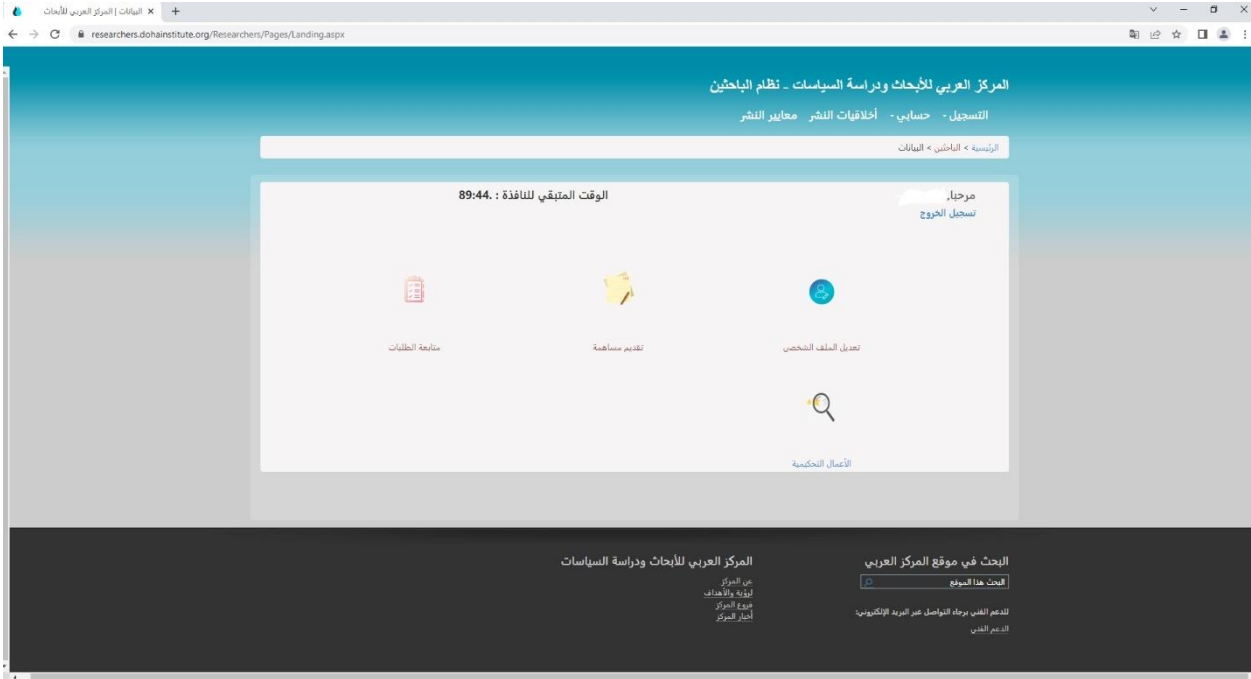 البيانات | المركز العربي للأبحاث
researchers.dohainstitute.org/Researchers/Pages/Landing.aspx
المركز العربي للأبحاث ودراسة السياسات - نظام الباحثين
التسجيل - حسابي - أخلاقيات النشر معايير النشر
الرئيسية > الباحثين > البيانات
مرحبا,
الوقت المتبقي للنافذة : .89:44
تسجيل الخروج
تعديل الملف الشخصي
تقديم مساهمة
متابعة الطلبات
الأعمال التحكيمية
البحث في موقع المركز العربي
البحث هذا الموقع
للدعم الفني برجاء التواصل عبر البريد الإلكتروني:
الدعم الفني
المركز العربي للأبحاث ودراسة السياسات
عن المركز
لرؤية والأهداف
فروع المركز
أخبار المركز